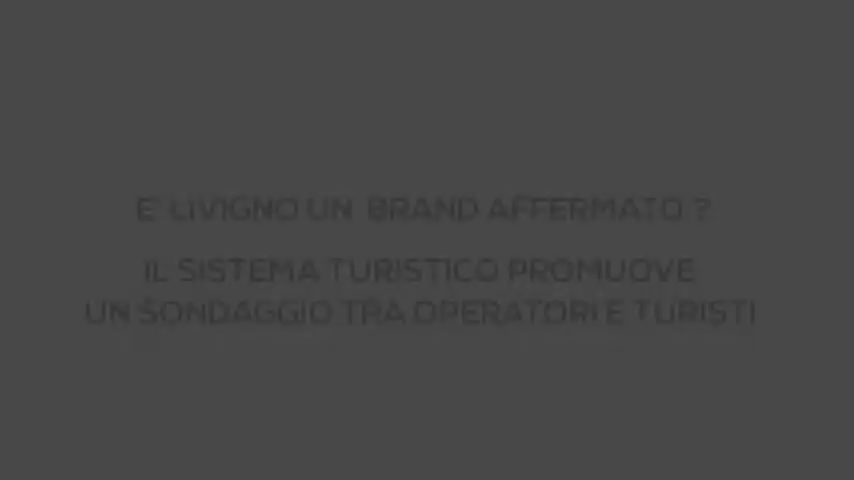 E' LIVIGNO UN BRAND AFFERMATO ?
IL SISTEMA TURISTICO PROMUOVE
UN SONDAGGIO TRA OPERATORI E TURISTI